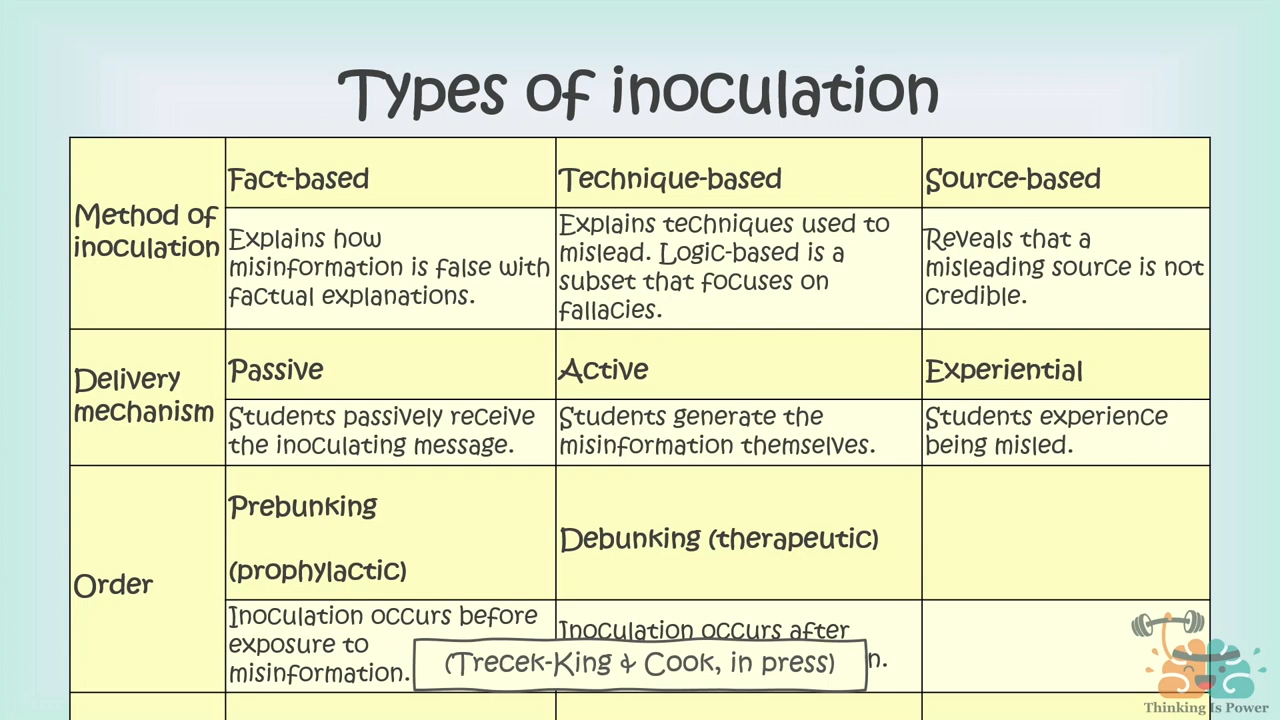 Types of inoculation
Method of
inoculation
Fact-based
Technique-based
Source-based
Explains how
misinformation is false with
factual explanations.
Explains techniques used to
mislead. Logic-based is a
subset that focuses on
fallacies.
Reveals that a
misleading source is not
credible.
Delivery
mechanism
Passive
Active
Experiential
Students passively receive
the inoculating message.
Students generate the
misinformation themselves.
Students experience
being misled.
Order
Prebunking
(prophylactic)
Debunking (therapeutic)
Inoculation occurs before
exposure to
misinformation.
Inoculation occurs after
(Trecek-King & Cook, in press)
Thinking Is Power